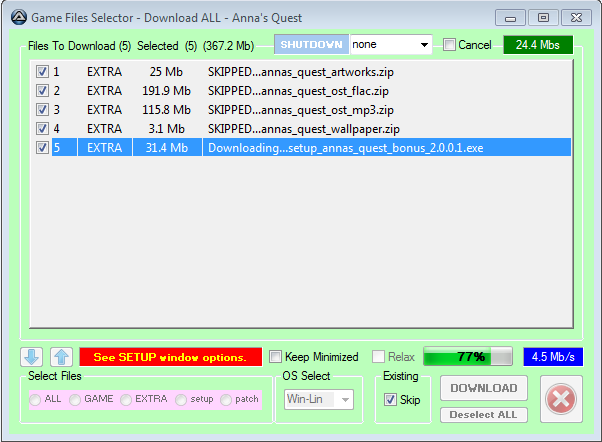 Game Files Selector - Download ALL - Anna's Quest
Files To Download (5) Selected (5) (367.2 Mb) SHUTDOWN none Cancel 24.4 Mbs
1 EXTRA 25 Mb SKIPPED...annas_quest_artworks.zip
2 EXTRA 191.9 Mb SKIPPED...annas_quest_ost_flac.zip
3 EXTRA 115.8 Mb SKIPPED...annas_quest_ost_mp3.zip
4 EXTRA 3.1 Mb SKIPPED...annas_quest_wallpaper.zip
5 EXTRA 31.4 Mb Downloading...setup_annas_quest_bonus_2.0.0.1.exe
See SETUP window options. Keep Minimized Relax 77% 4.5 Mb/s
Select Files OS Select Existing DOWNLOAD
ALL GAME EXTRA setup patch Win-Lin Skip
Deselect ALL